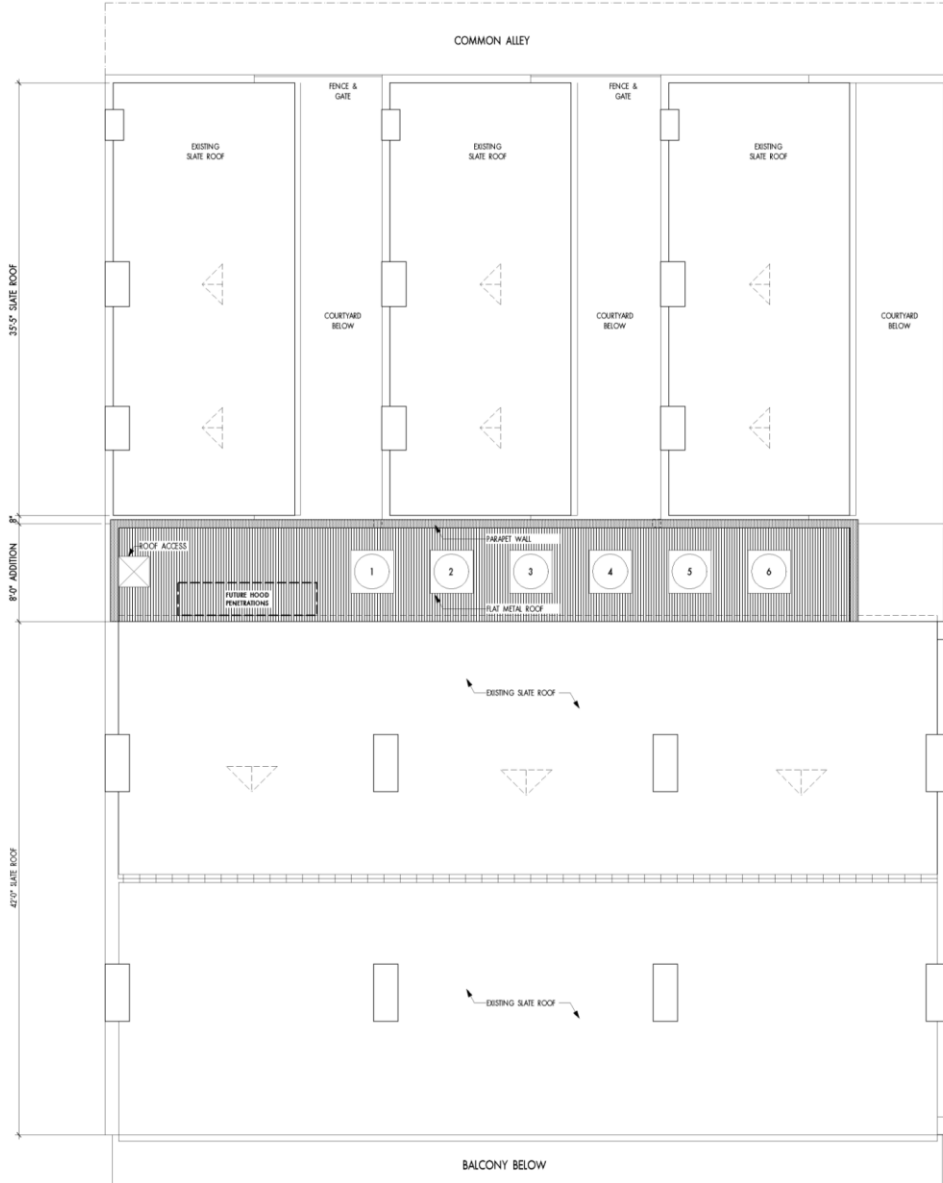 COMMON ALLEY
FENCE &
GATE
FENCE &
GATE
EXISTING
SLATE ROOF
EXISTING
SLATE ROOF
EXISTING
SLATE ROOF
35'-5" SLATE ROOF
COURTYARD
BELOW
COURTYARD
BELOW
COURTYARD
BELOW
8"
8'-0" ADDITION
ROOF ACCESS
PARAPET WALL
1
2
3
4
5
6
FUTURE HOOD
PENETRATIONS
FLAT METAL ROOF
EXISTING SLATE ROOF
42'-0" SLATE ROOF
EXISTING SLATE ROOF
BALCONY BELOW